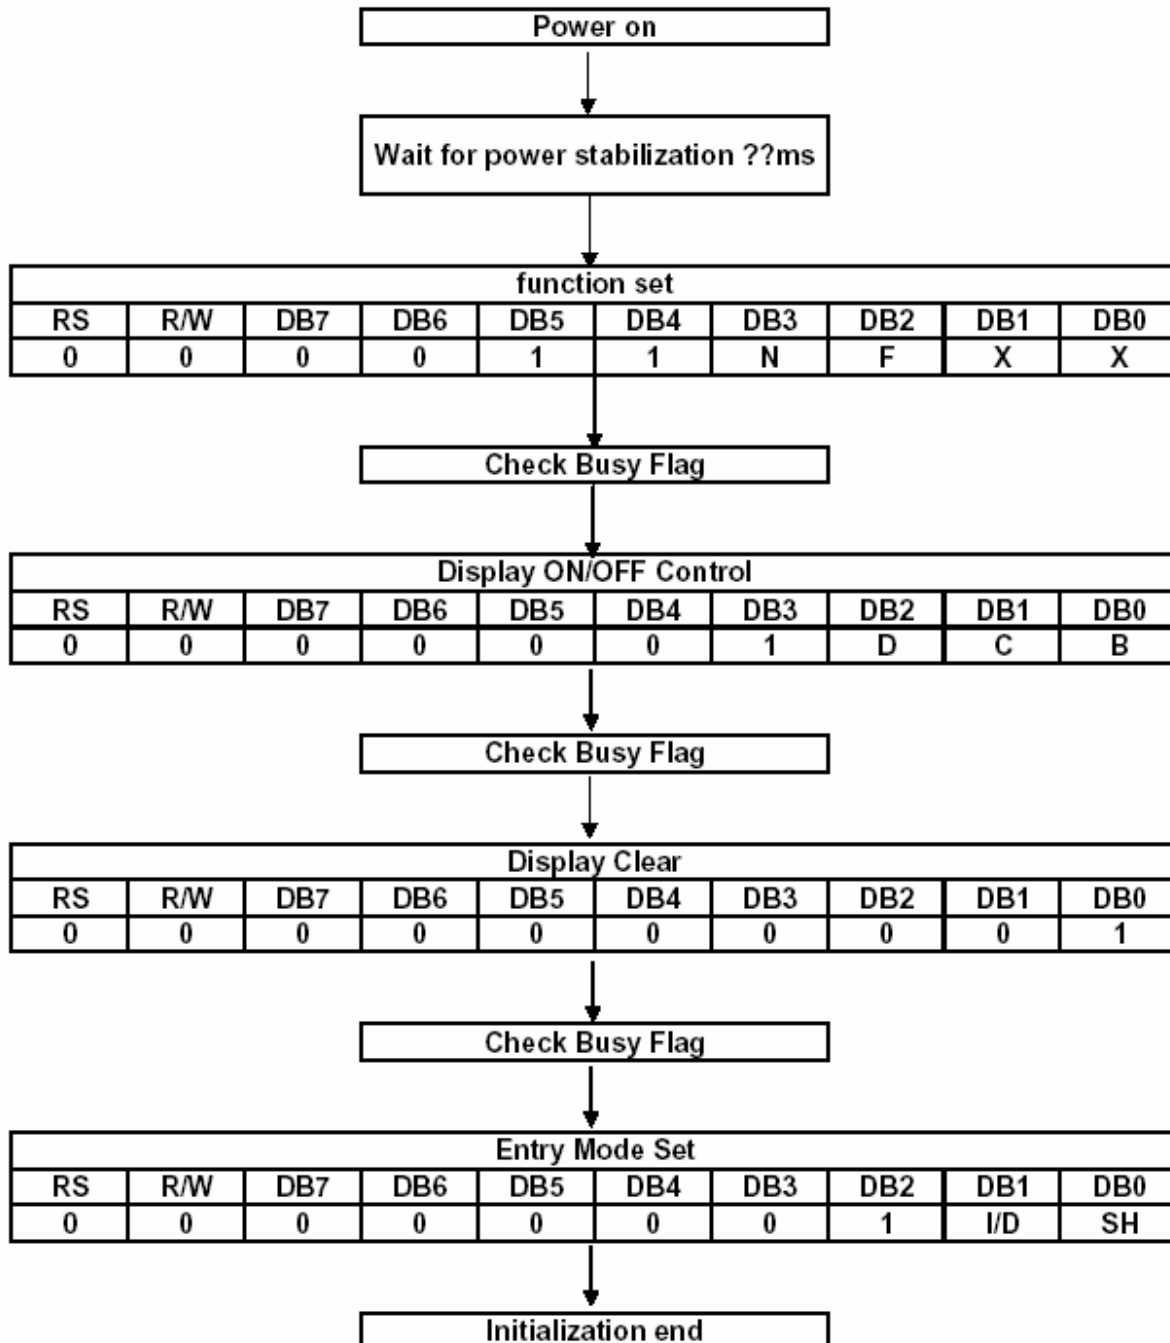 Power on
Wait for power stabilization ??ms
function set
RS R/W DB7 DB6 DB5 DB4 DB3 DB2 DB1 DB0
0 0 0 0 1 1 N F X X
Check Busy Flag
Display ON/OFF Control
RS R/W DB7 DB6 DB5 DB4 DB3 DB2 DB1 DB0
0 0 0 0 0 0 1 D C B
Check Busy Flag
Display Clear
RS R/W DB7 DB6 DB5 DB4 DB3 DB2 DB1 DB0
0 0 0 0 0 0 0 0 0 1
Check Busy Flag
Entry Mode Set
RS R/W DB7 DB6 DB5 DB4 DB3 DB2 DB1 DB0
0 0 0 0 0 0 0 1 I/D SH
Initialization end